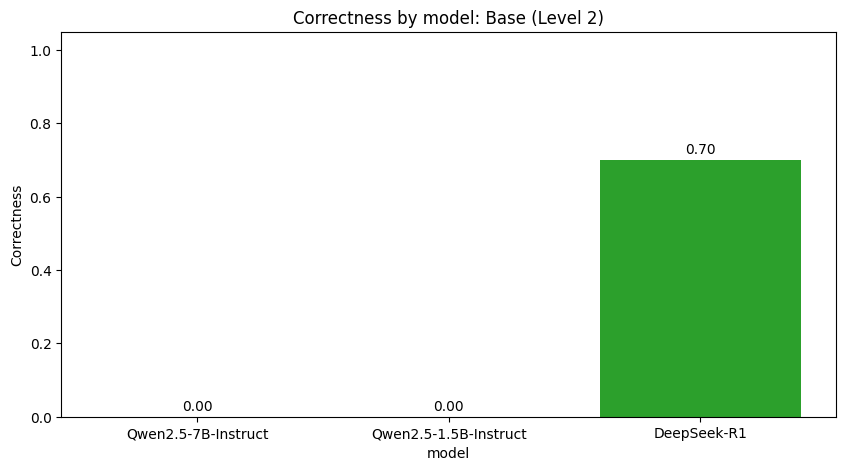 Correctness by model: Base (Level 2)
1.0
0.8
0.6
0.4
0.2
0.0
Correctness
0.00
0.00
0.70
Qwen2.5-7B-Instruct
Qwen2.5-1.5B-Instruct
DeepSeek-R1
model